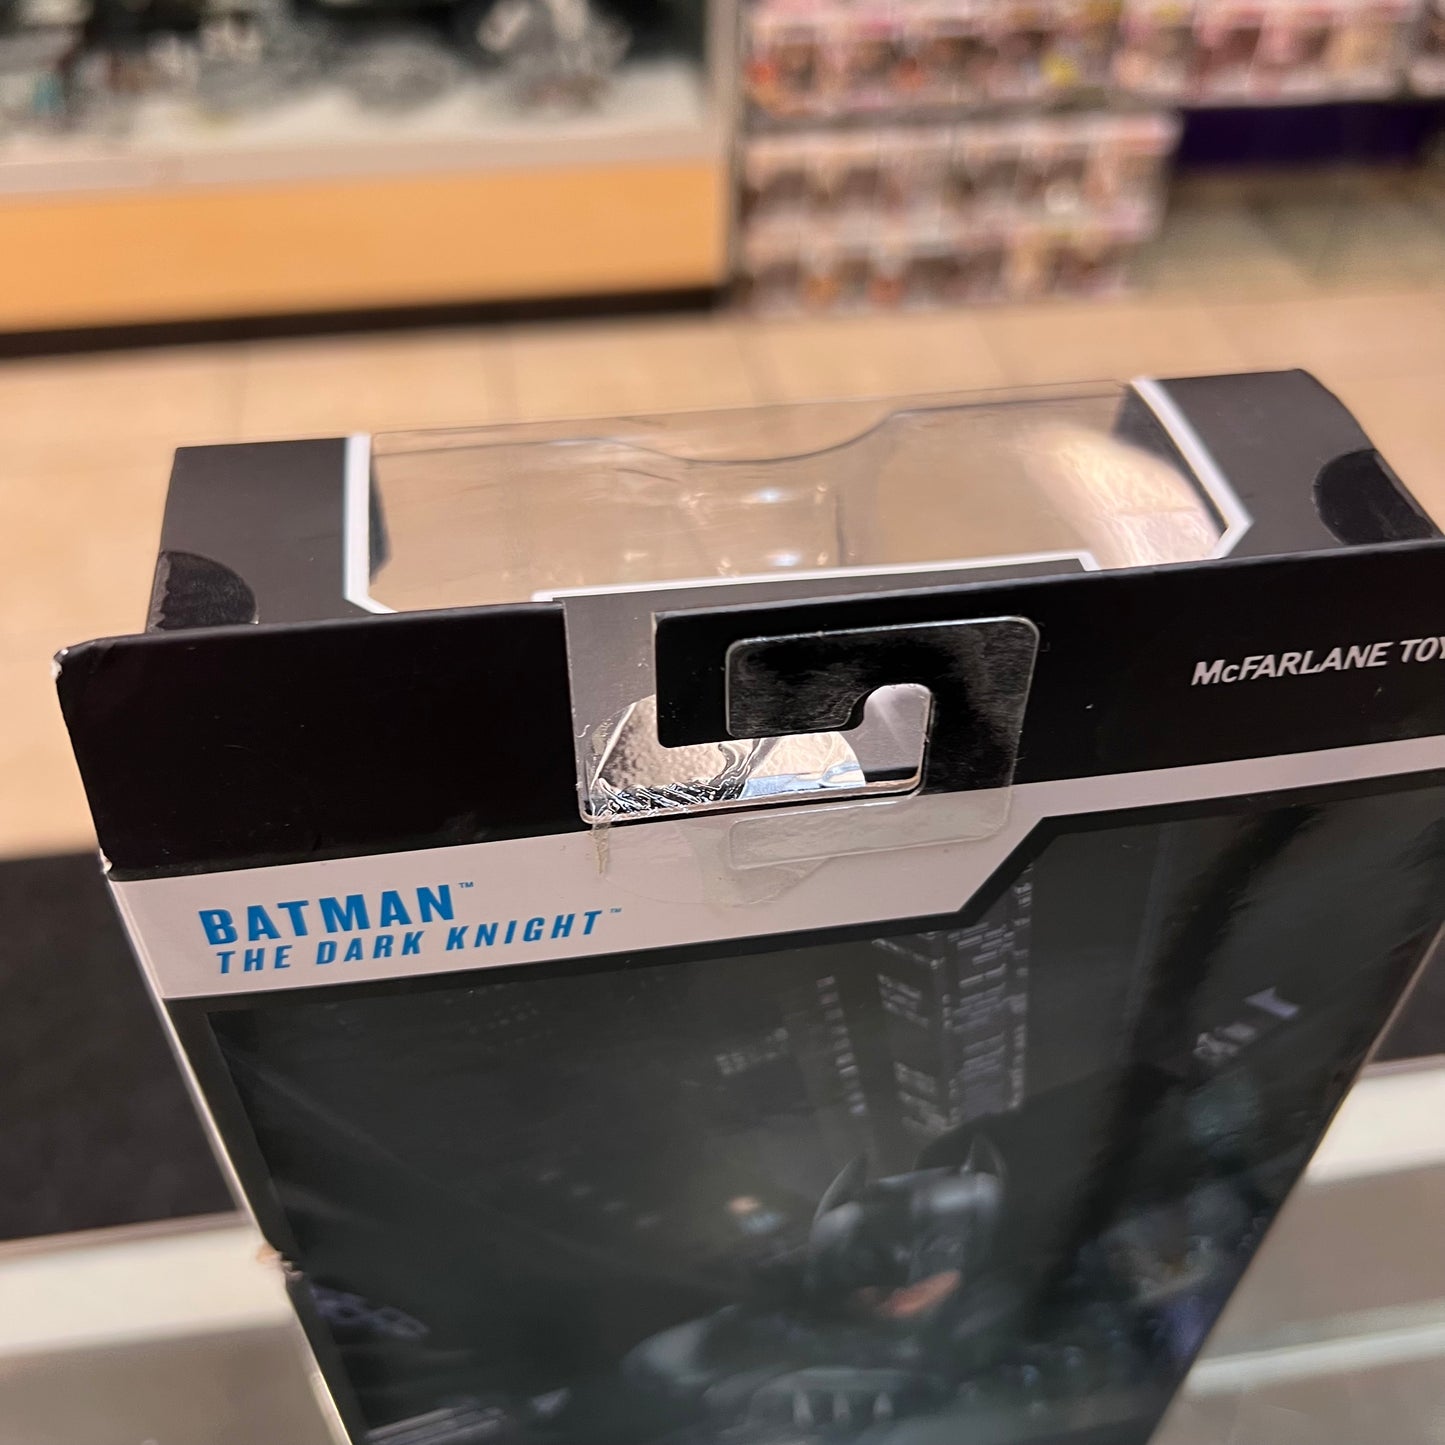 McFARLANE TOY
BATMAN™
THE DARK KNIGHT™